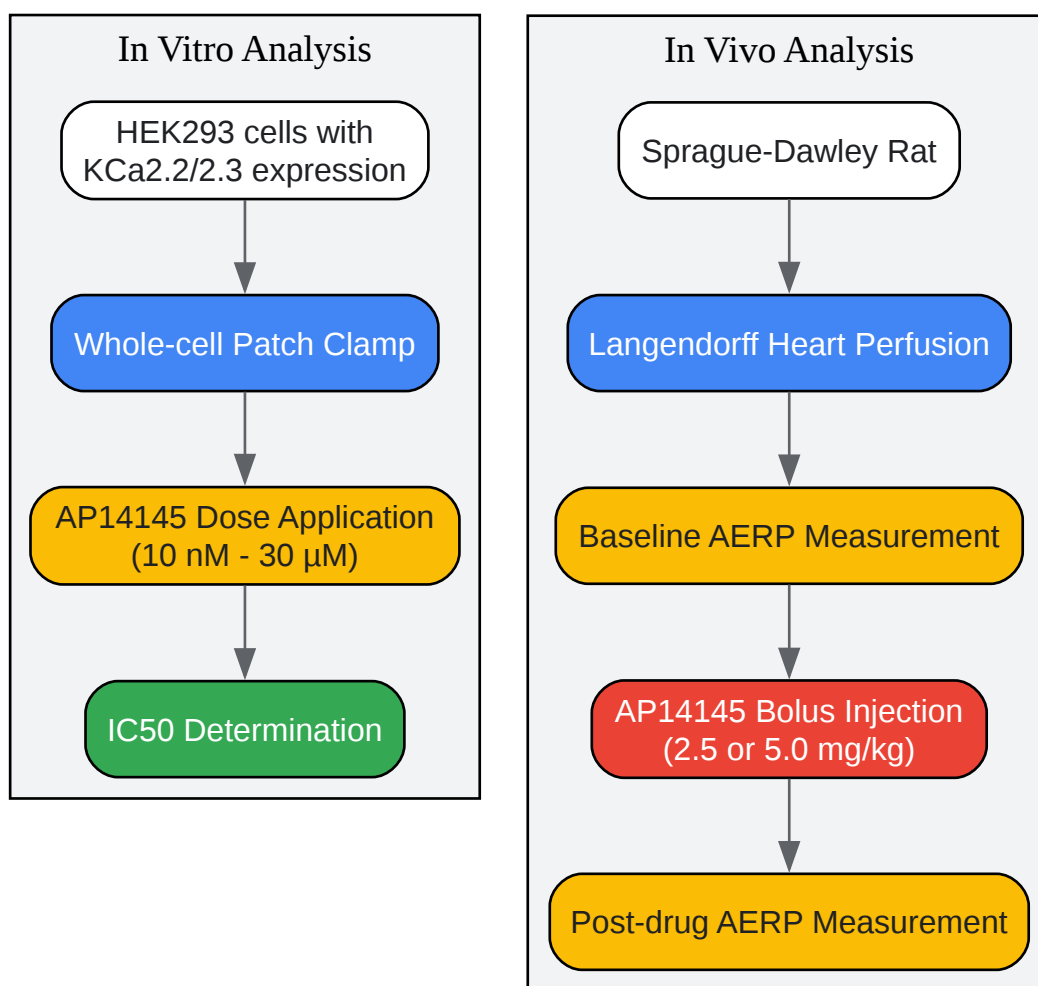 In Vitro Analysis
HEK293 cells with
KCa2.2/2.3 expression
Whole-cell Patch Clamp
AP14145 Dose Application
(10 nM - 30 µM)
IC50 Determination
In Vivo Analysis
Sprague-Dawley Rat
Langendorff Heart Perfusion
Baseline AERP Measurement
AP14145 Bolus Injection
(2.5 or 5.0 mg/kg)
Post-drug AERP Measurement